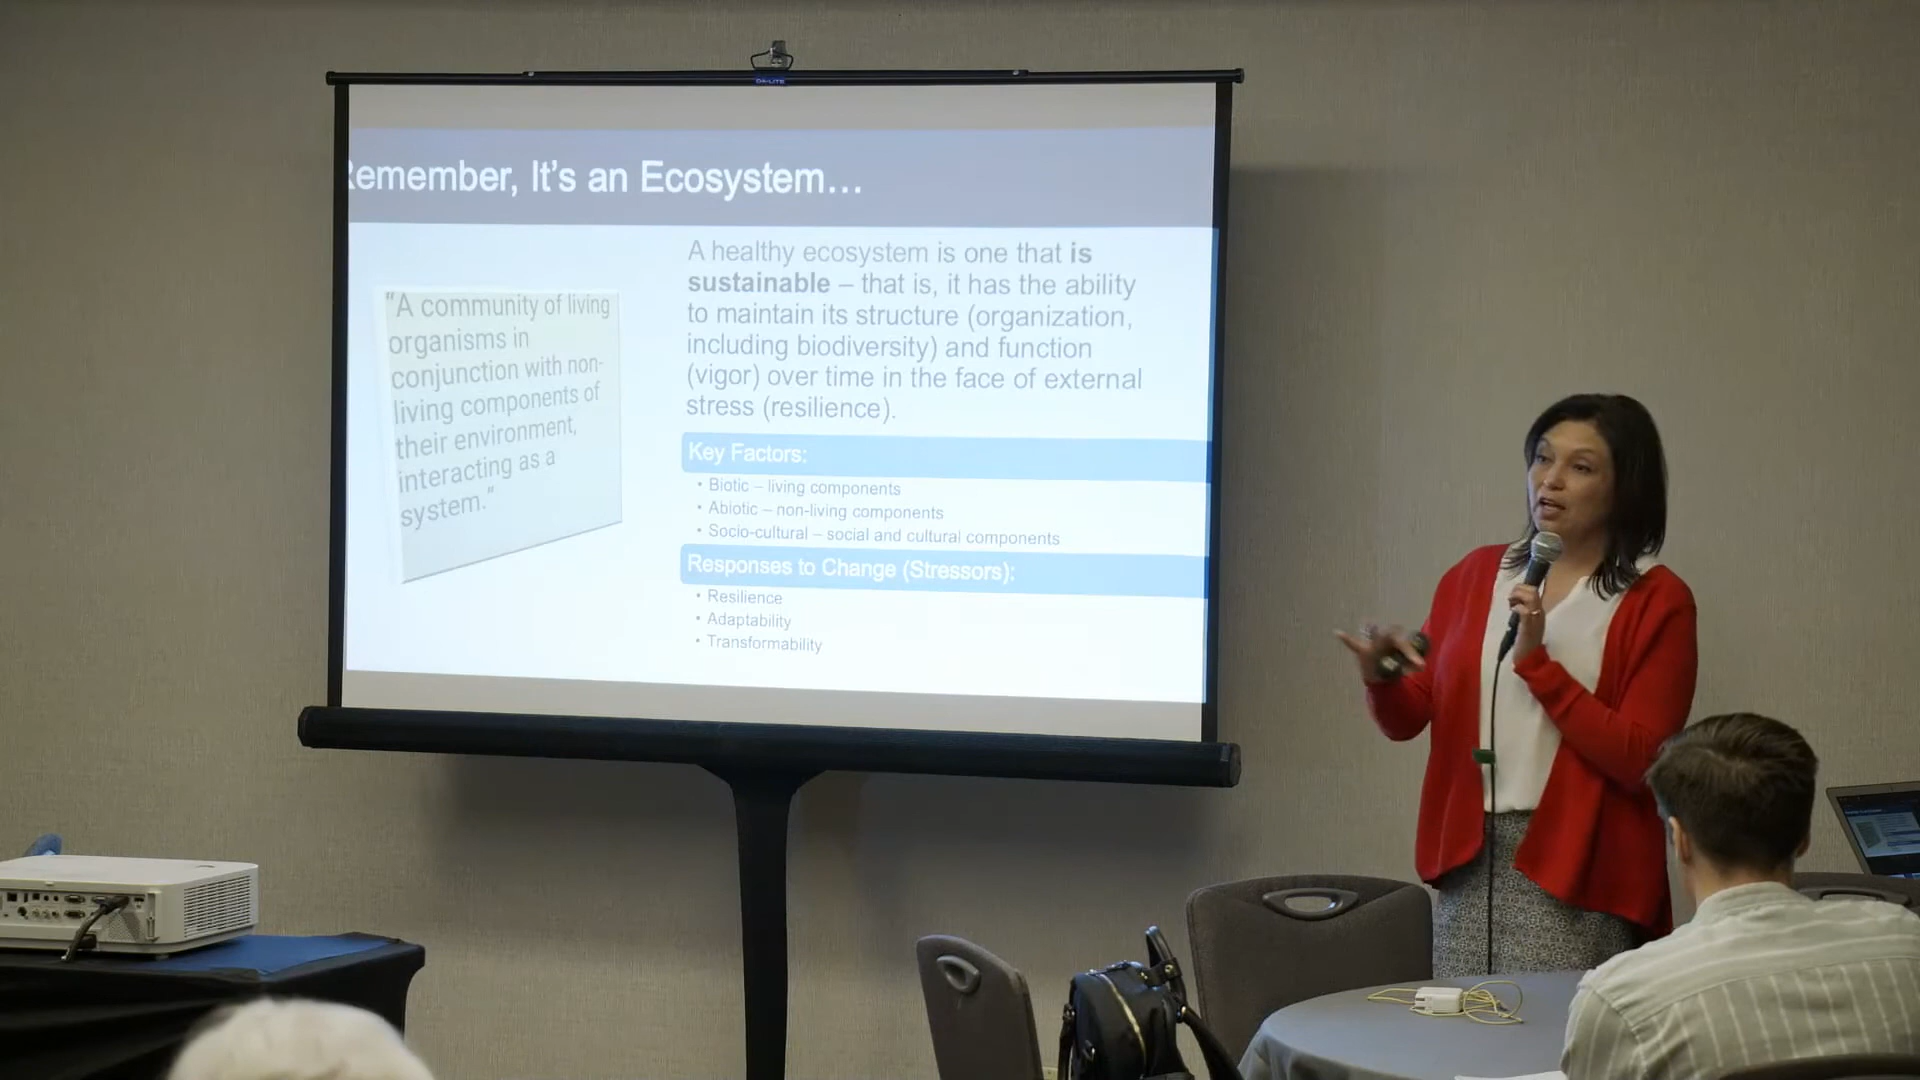 DA-LITE
Remember, It's an Ecosystem...
"A community of living
organisms in
conjunction with non-
living components of
their environment,
interacting as a
system."
A healthy ecosystem is one that is
sustainable – that is, it has the ability
to maintain its structure (organization,
including biodiversity) and function
(vigor) over time in the face of external
stress (resilience).
Key Factors:
• Biotic – living components
• Abiotic – non-living components
• Socio-cultural – social and cultural components
Responses to Change (Stressors):
• Resilience
• Adaptability
• Transformability